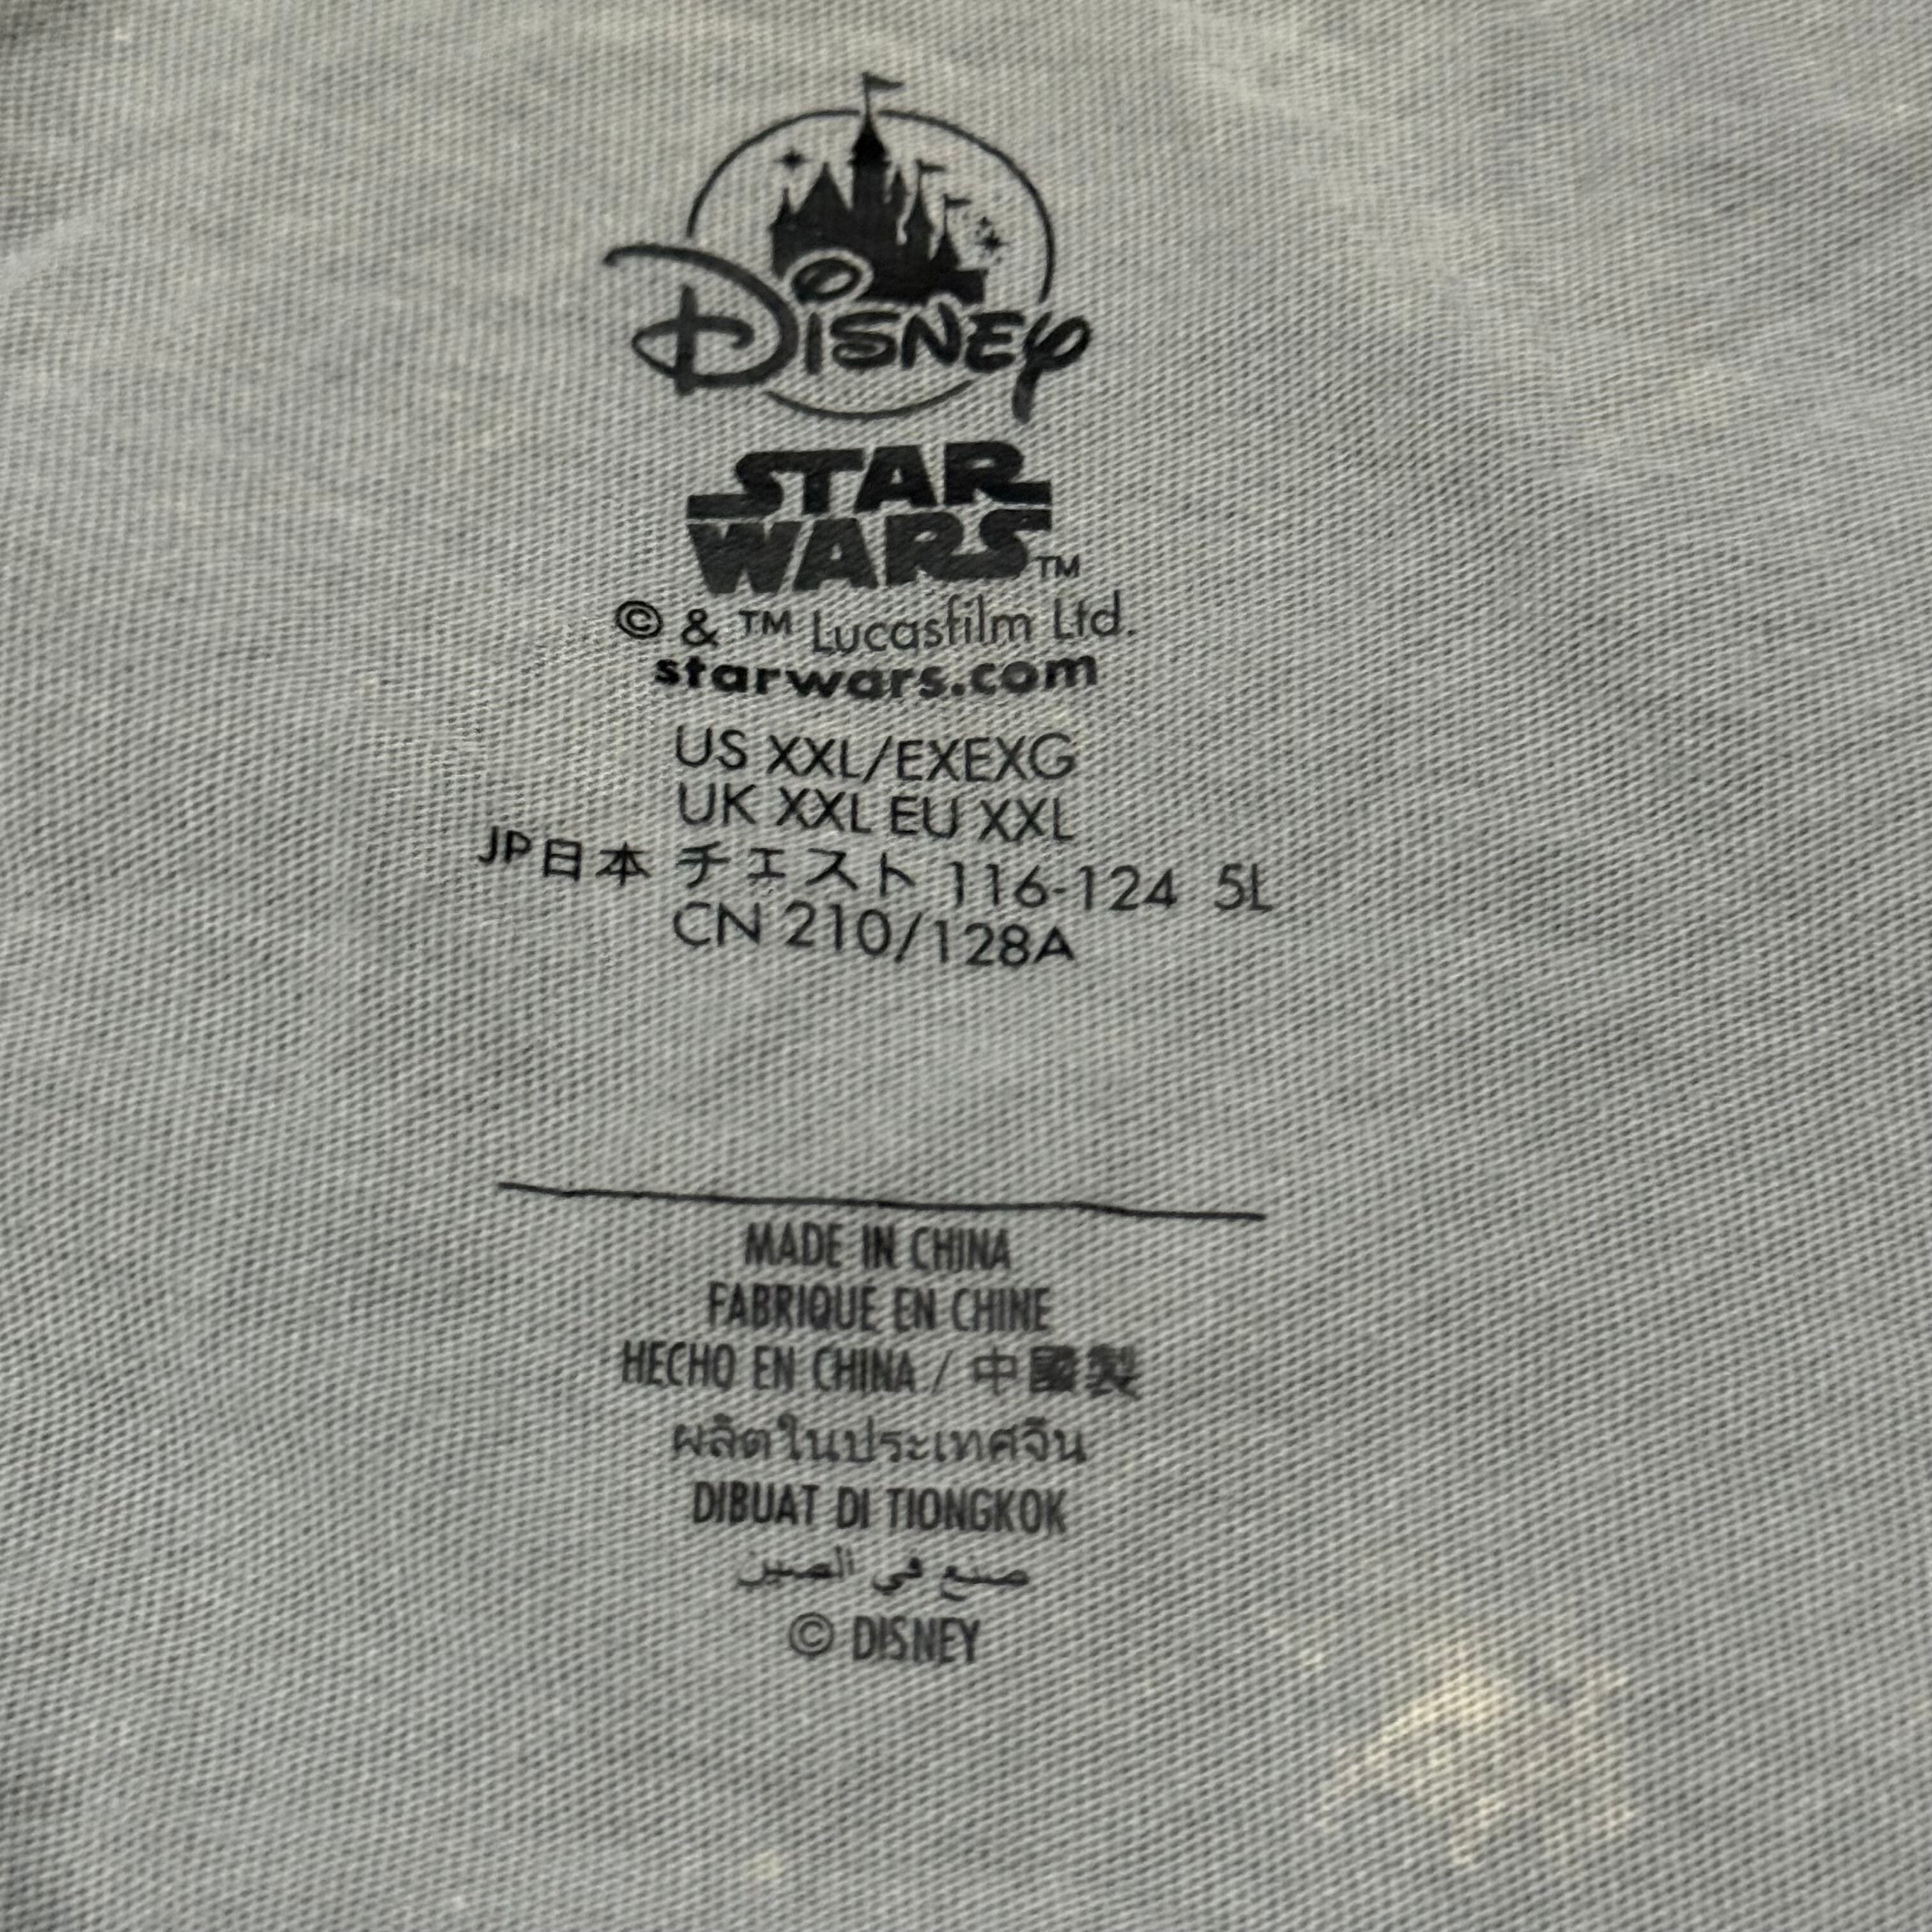 DISNEY
STAR
WARS™
© & ™ Lucasfilm Ltd.
starwars.com
US XXL/EXEXG
UK XXL EU XXL
JP日本 チェスト 116-124 5L
CN 210/128A
MADE IN CHINA
FABRIQUÉ EN CHINE
HECHO EN CHINA / 中國製
ผลิตในประเทศจีน
DIBUAT DI TIONGKOK
صنع في الصين
© DISNEY